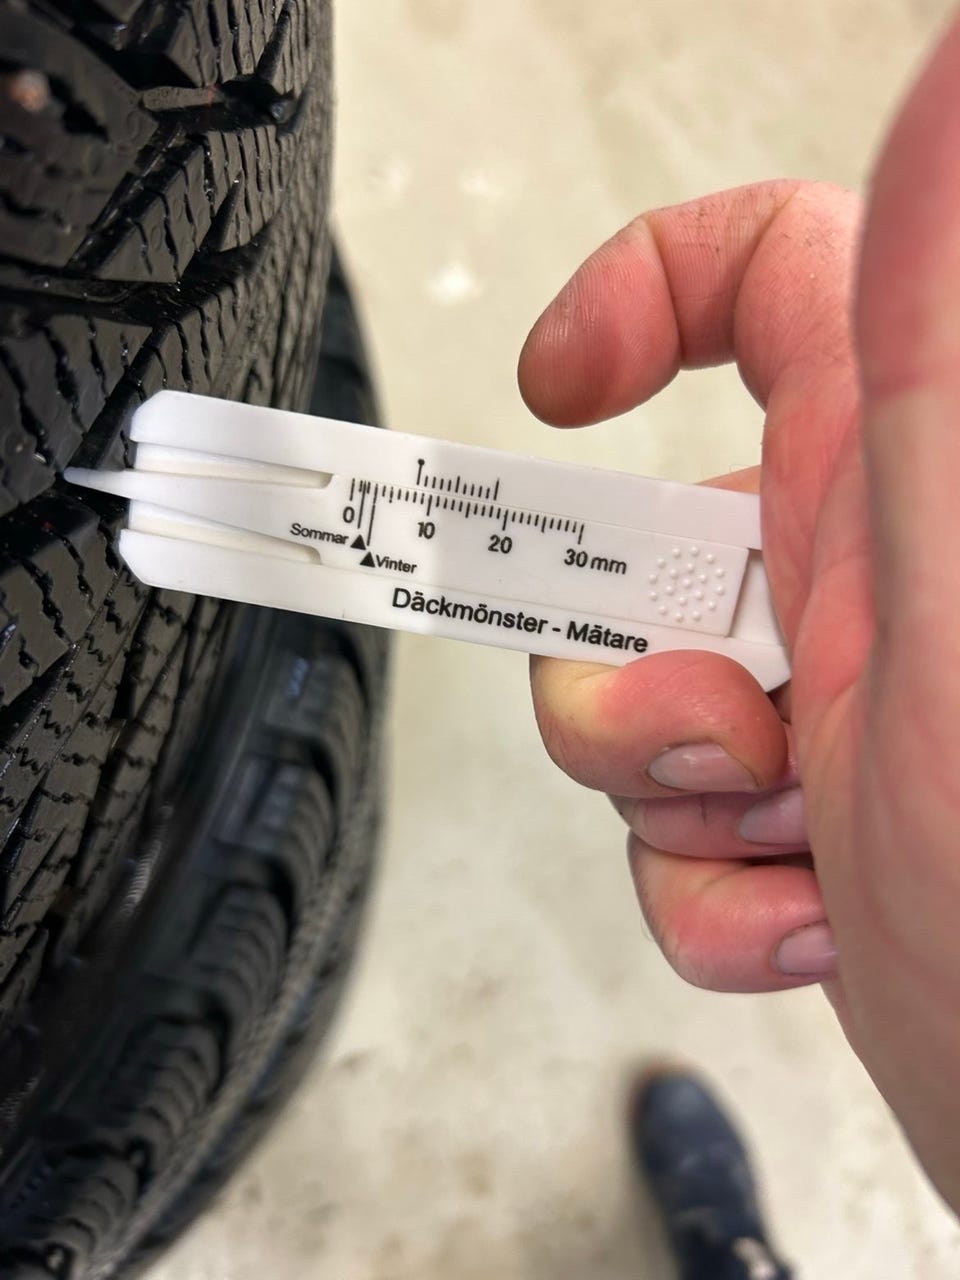 0 10 20 30 mm
Sommar
Vinter
Däckmönster - Mätare